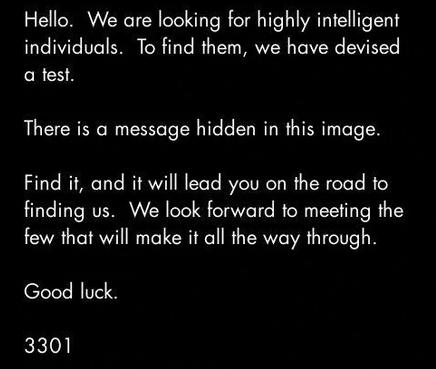 Hello.  We are looking for highly intelligent
individuals.  To find them, we have devised
a test.
There is a message hidden in this image.
Find it, and it will lead you on the road to
finding us.  We look forward to meeting the
few that will make it all the way through.
Good luck.
3301